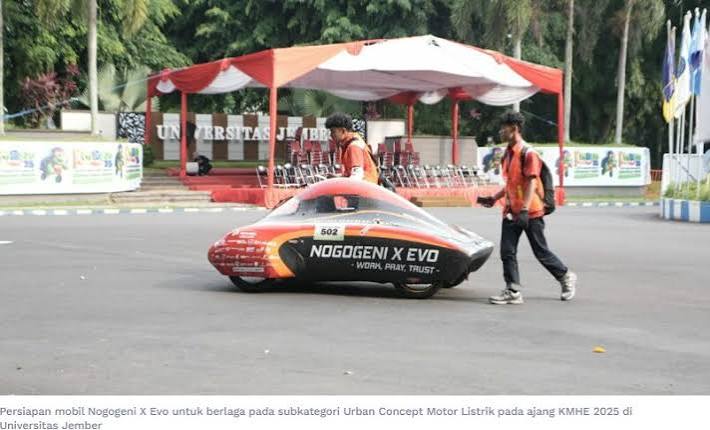 UNIVERSITAS JEMBER
502
NOGOGENI X EVO
- WORK, PRAY, TRUST -
Persiapan mobil Nogogeni X Evo untuk berlaga pada subkategori Urban Concept Motor Listrik pada ajang KMHE 2025 di
Universitas Jember